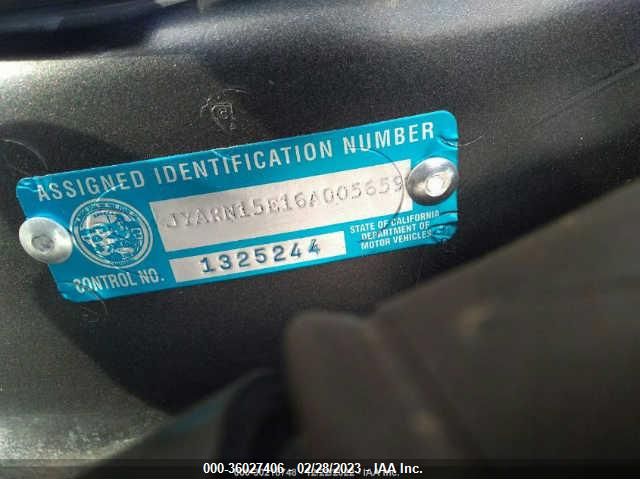 ASSIGNED IDENTIFICATION NUMBER
JYARN15E16A005659
STATE OF CALIFORNIA
DEPARTMENT OF
MOTOR VEHICLES
CONTROL NO.
1325244
000-36027406 - 02/28/2023 - IAA Inc.